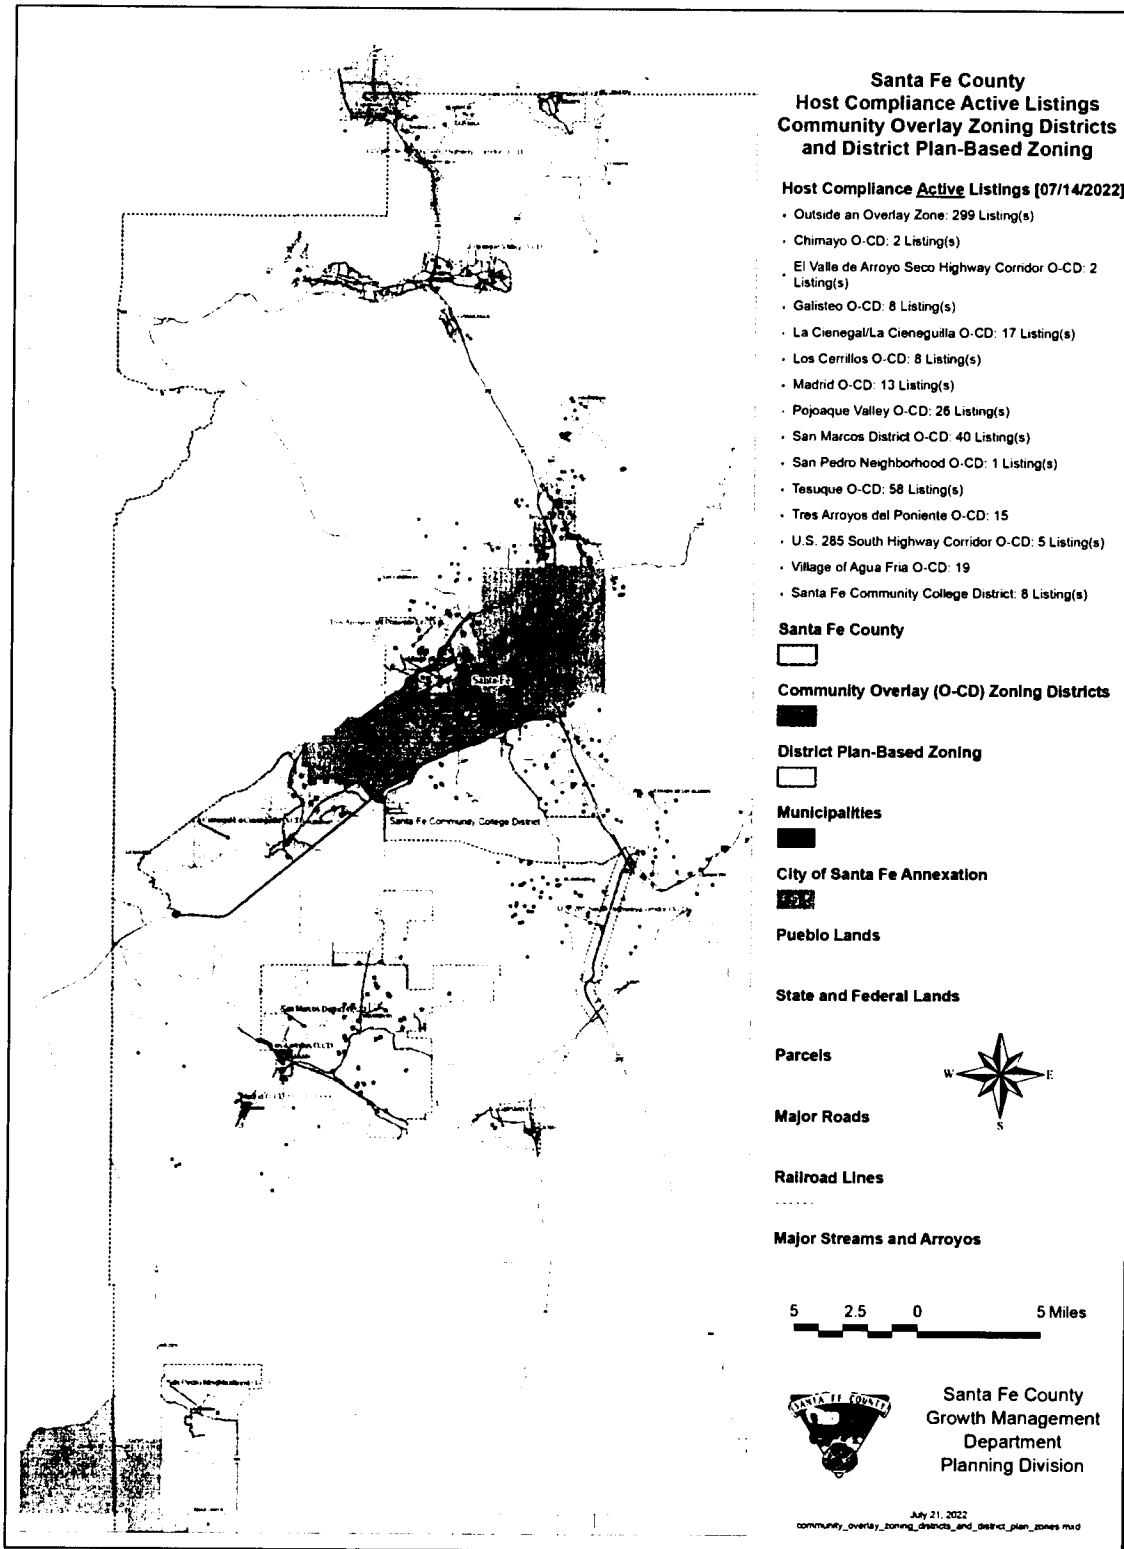 Santa Fe County
Host Compliance Active Listings
Community Overlay Zoning Districts
and District Plan-Based Zoning
Host Compliance Active Listings [07/14/2022]
Outside an Overlay Zone: 299 Listing(s)
Chimayo O-CD: 2 Listing(s)
El Valle de Arroyo Seco Highway Corridor O-CD: 2
Listing(s)
Galisteo O-CD: 8 Listing(s)
La Cienegal/La Cieneguilla O-CD: 17 Listing(s)
Los Cerrillos O-CD: 8 Listing(s)
Madrid O-CD: 13 Listing(s)
Pojoaque Valley O-CD: 26 Listing(s)
San Marcos District O-CD: 40 Listing(s)
San Pedro Neighborhood O-CD: 1 Listing(s)
Tesuque O-CD: 58 Listing(s)
Tres Arroyos del Poniente O-CD: 15
U.S. 285 South Highway Corridor O-CD: 5 Listing(s)
Village of Agua Fria O-CD: 19
Santa Fe Community College District: 8 Listing(s)
Santa Fe County
Community Overlay (O-CD) Zoning Districts
District Plan-Based Zoning
Municipalities
City of Santa Fe Annexation
Pueblo Lands
State and Federal Lands
Parcels
Major Roads
Railroad Lines
Major Streams and Arroyos
W E
S
5 2.5 0 5 Miles
SANTA FE COUNTY
Santa Fe County
Growth Management
Department
Planning Division
July 21, 2022
community_overlay_zoning_districts_and_district_plan_zones mxd
Santa Fe
Santa Fe Community College District
San Marcos